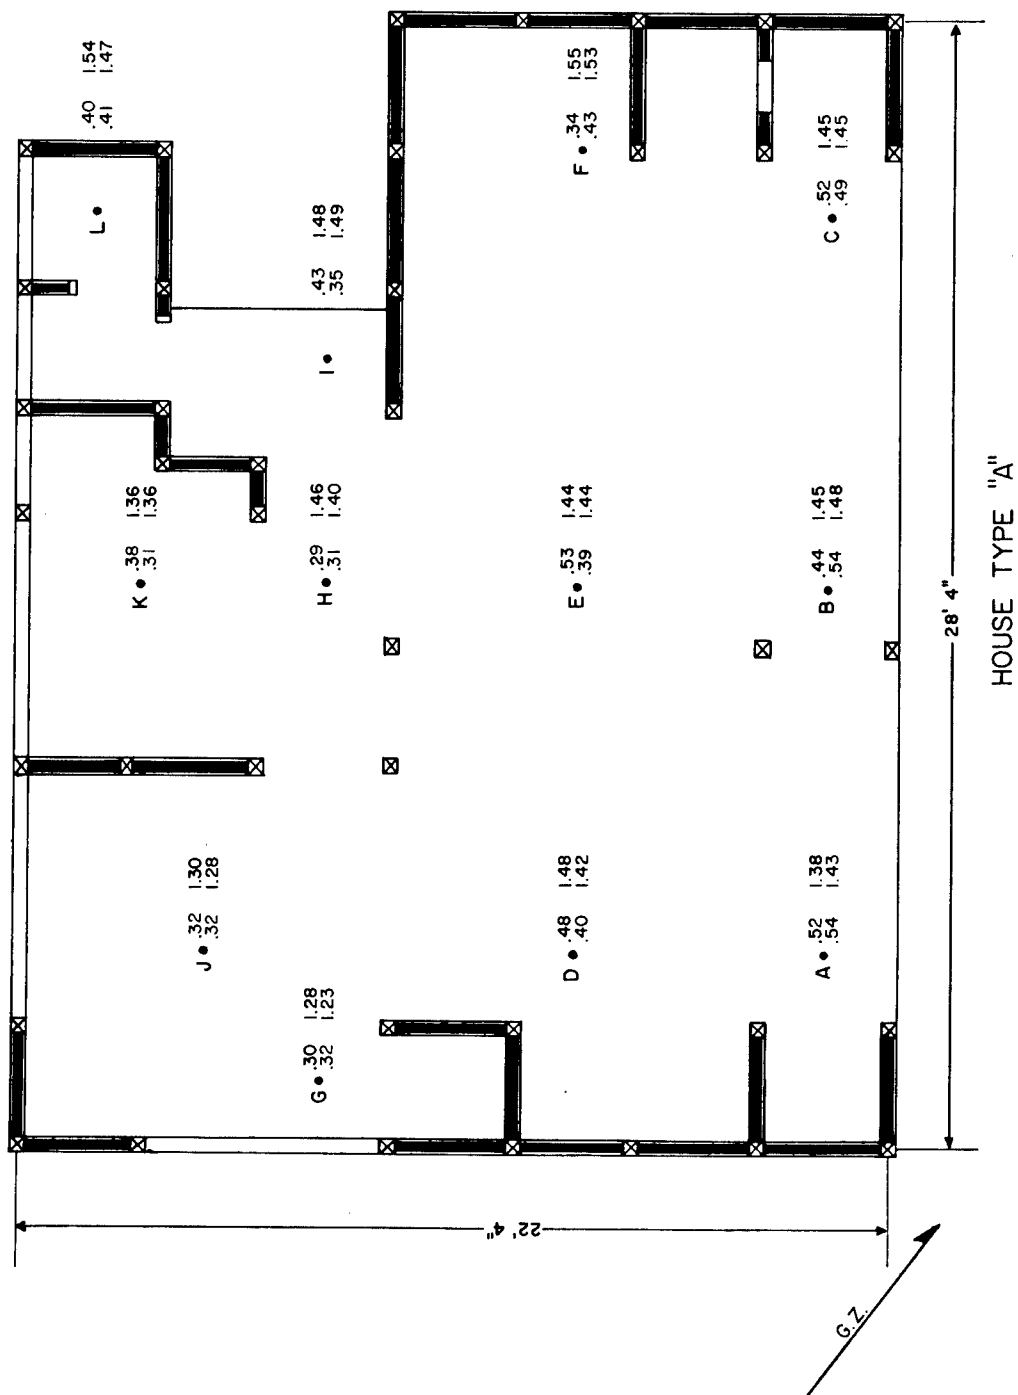 L
.40 1.54
.41 1.47
I
.43 1.48
.35 1.49
F .34 1.55
.43 1.53
C .52 1.45
.49 1.45
K .38 1.36
.31 1.36
H .29 1.46
.31 1.40
E .53 1.44
.39 1.44
B .44 1.45
.54 1.48
J .32 1.30
.32 1.28
G .30 1.28
.32 1.23
D .48 1.48
.40 1.42
A .52 1.38
.54 1.43
22' 4"
28' 4"
G.Z.
HOUSE TYPE "A"